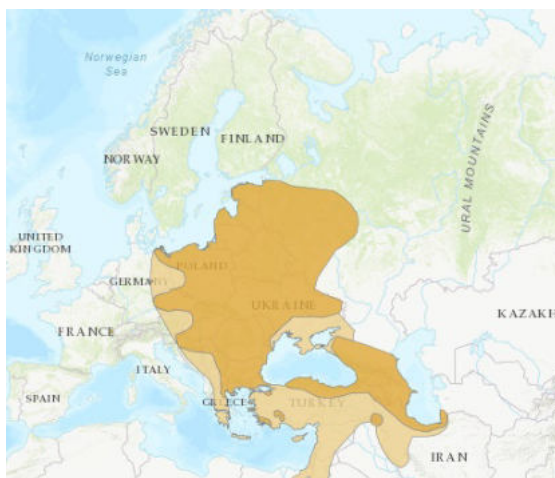 Norwegian
Sea
SWEDEN
FINLAND
NORWAY
URAL MOUNTAINS
UNITED
KINGDOM
POLAND
GERMANY
UKRAINE
KAZAKH
FRANCE
ITALY
SPAIN
GREECE
TURKEY
IRAN